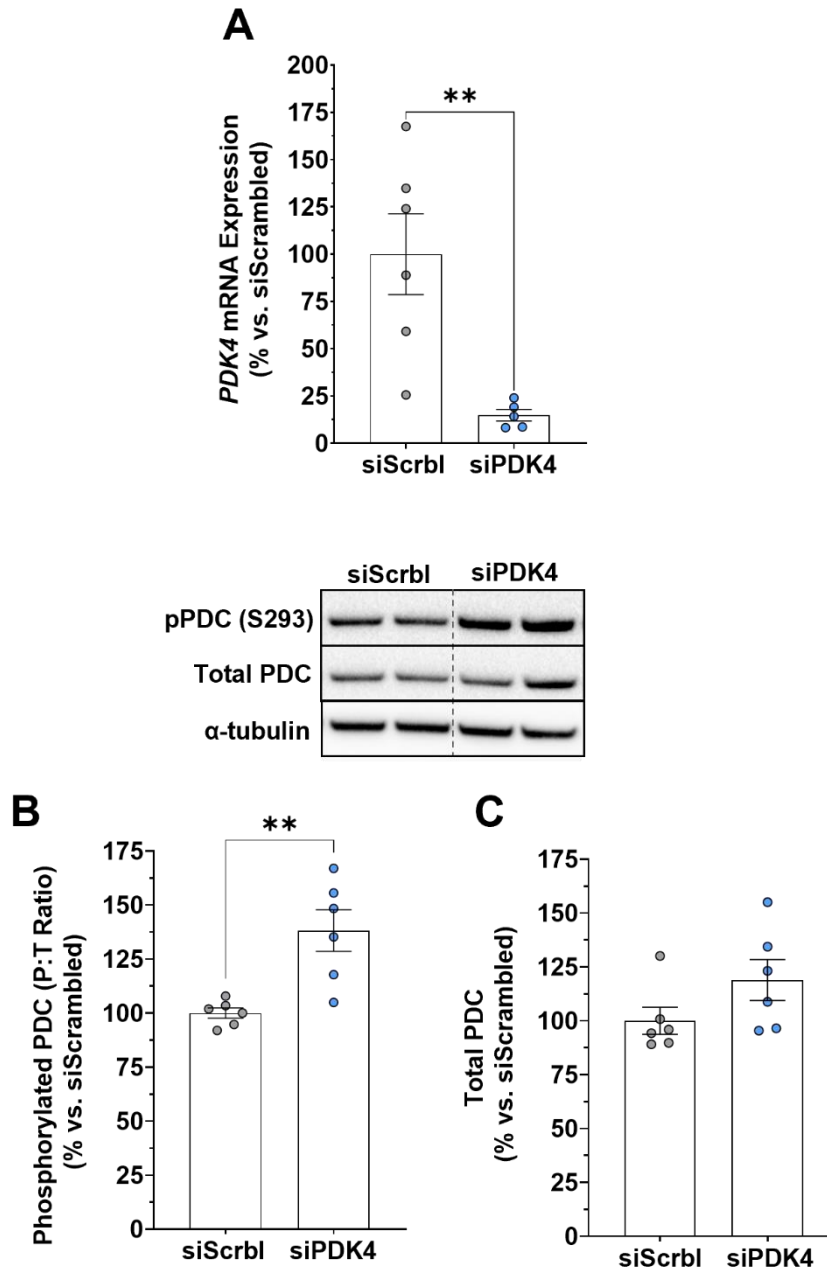 A
PDK4 mRNA Expression
(% vs. siScrambled)
200
175
150
125
100
75
50
25
0
**
siScrbl siPDK4
siScrbl siPDK4
pPDC (S293)
Total PDC
α-tubulin
B
Phosphorylated PDC (P:T Ratio)
(% vs. siScrambled)
175
150
125
100
75
50
25
0
**
siScrbl siPDK4
C
Total PDC
(% vs. siScrambled)
175
150
125
100
75
50
25
0
siScrbl siPDK4